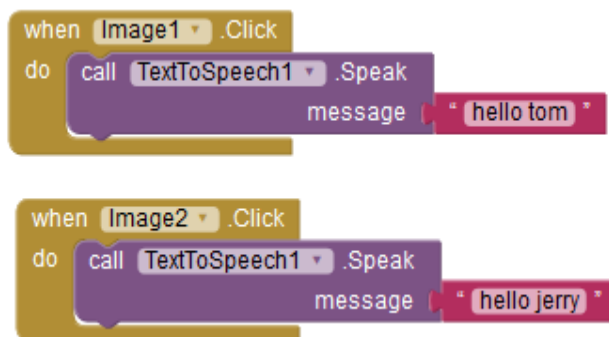 when Image1 .Click
do call TextToSpeech1 .Speak
message “ hello tom ”
when Image2 .Click
do call TextToSpeech1 .Speak
message “ hello jerry ”